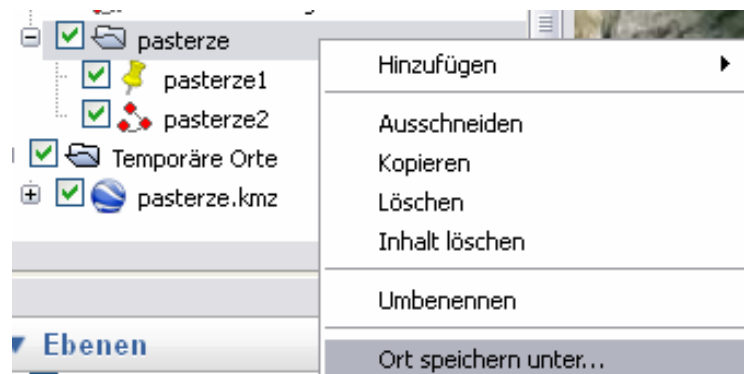 pasterze
pasterze1
pasterze2
Temporäre Orte
pasterze.kmz
Ebenen
Hinzufügen
Ausschneiden
Kopieren
Löschen
Inhalt löschen
Umbenennen
Ort speichern unter...